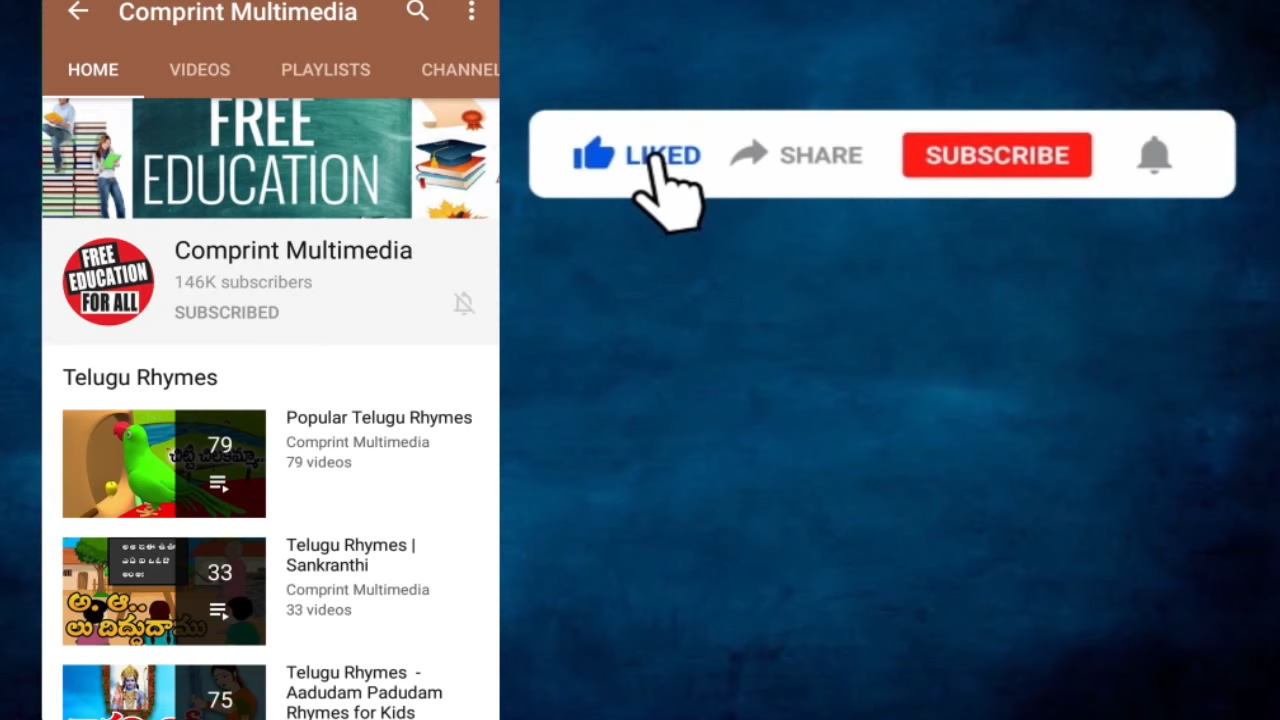 Comprint Multimedia
HOME VIDEOS PLAYLISTS CHANNEL
FREE
EDUCATION
LIKED SHARE SUBSCRIBE
FREE
EDUCATION
FOR ALL
Comprint Multimedia
146K subscribers
SUBSCRIBED
Telugu Rhymes
79
చిట్టి చిలకమ్మా..
Popular Telugu Rhymes
Comprint Multimedia
79 videos
33
అ. ఆ..
లు దిద్దుదాము
Telugu Rhymes |
Sankranthi
Comprint Multimedia
33 videos
75
Telugu Rhymes -
Aadudam Padudam
Rhymes for Kids